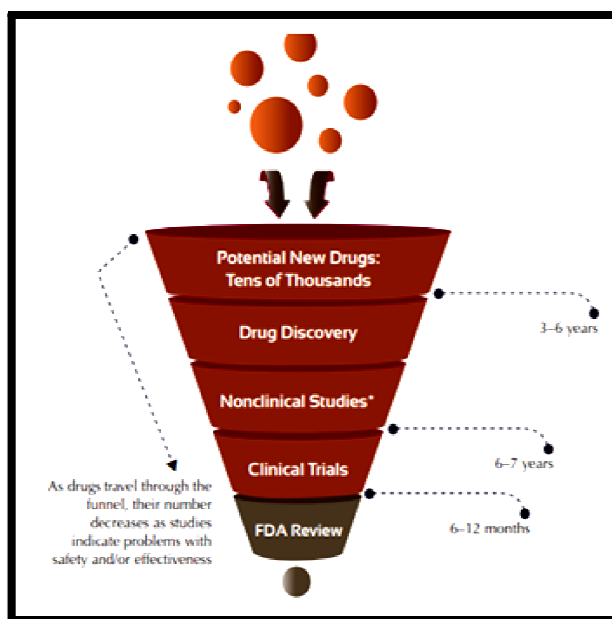 Potential New Drugs:
Tens of Thousands
3–6 years
Drug Discovery
Nonclinical Studies*
6–7 years
Clinical Trials
As drugs travel through the
funnel, their number
decreases as studies
indicate problems with
safety and/or effectiveness
6–12 months
FDA Review